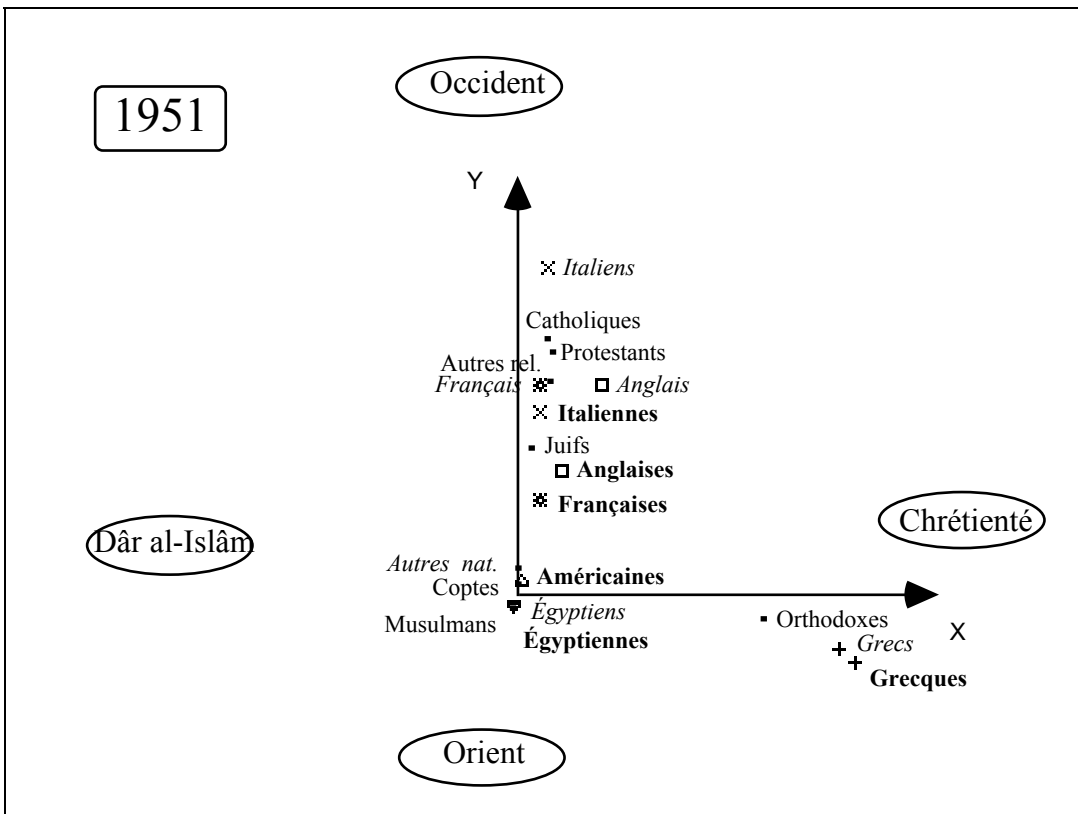 Occident
1951
Y
Italiens
Catholiques
Protestants
Autres rel.
Français
Anglais
Italiennes
Juifs
Anglaises
Françaises
Chrétienté
Dâr al-Islâm
Autres nat.
Américaines
Coptes
Égyptiens
Musulmans
Orthodoxes
X
Égyptiennes
Grecs
Grecques
Orient